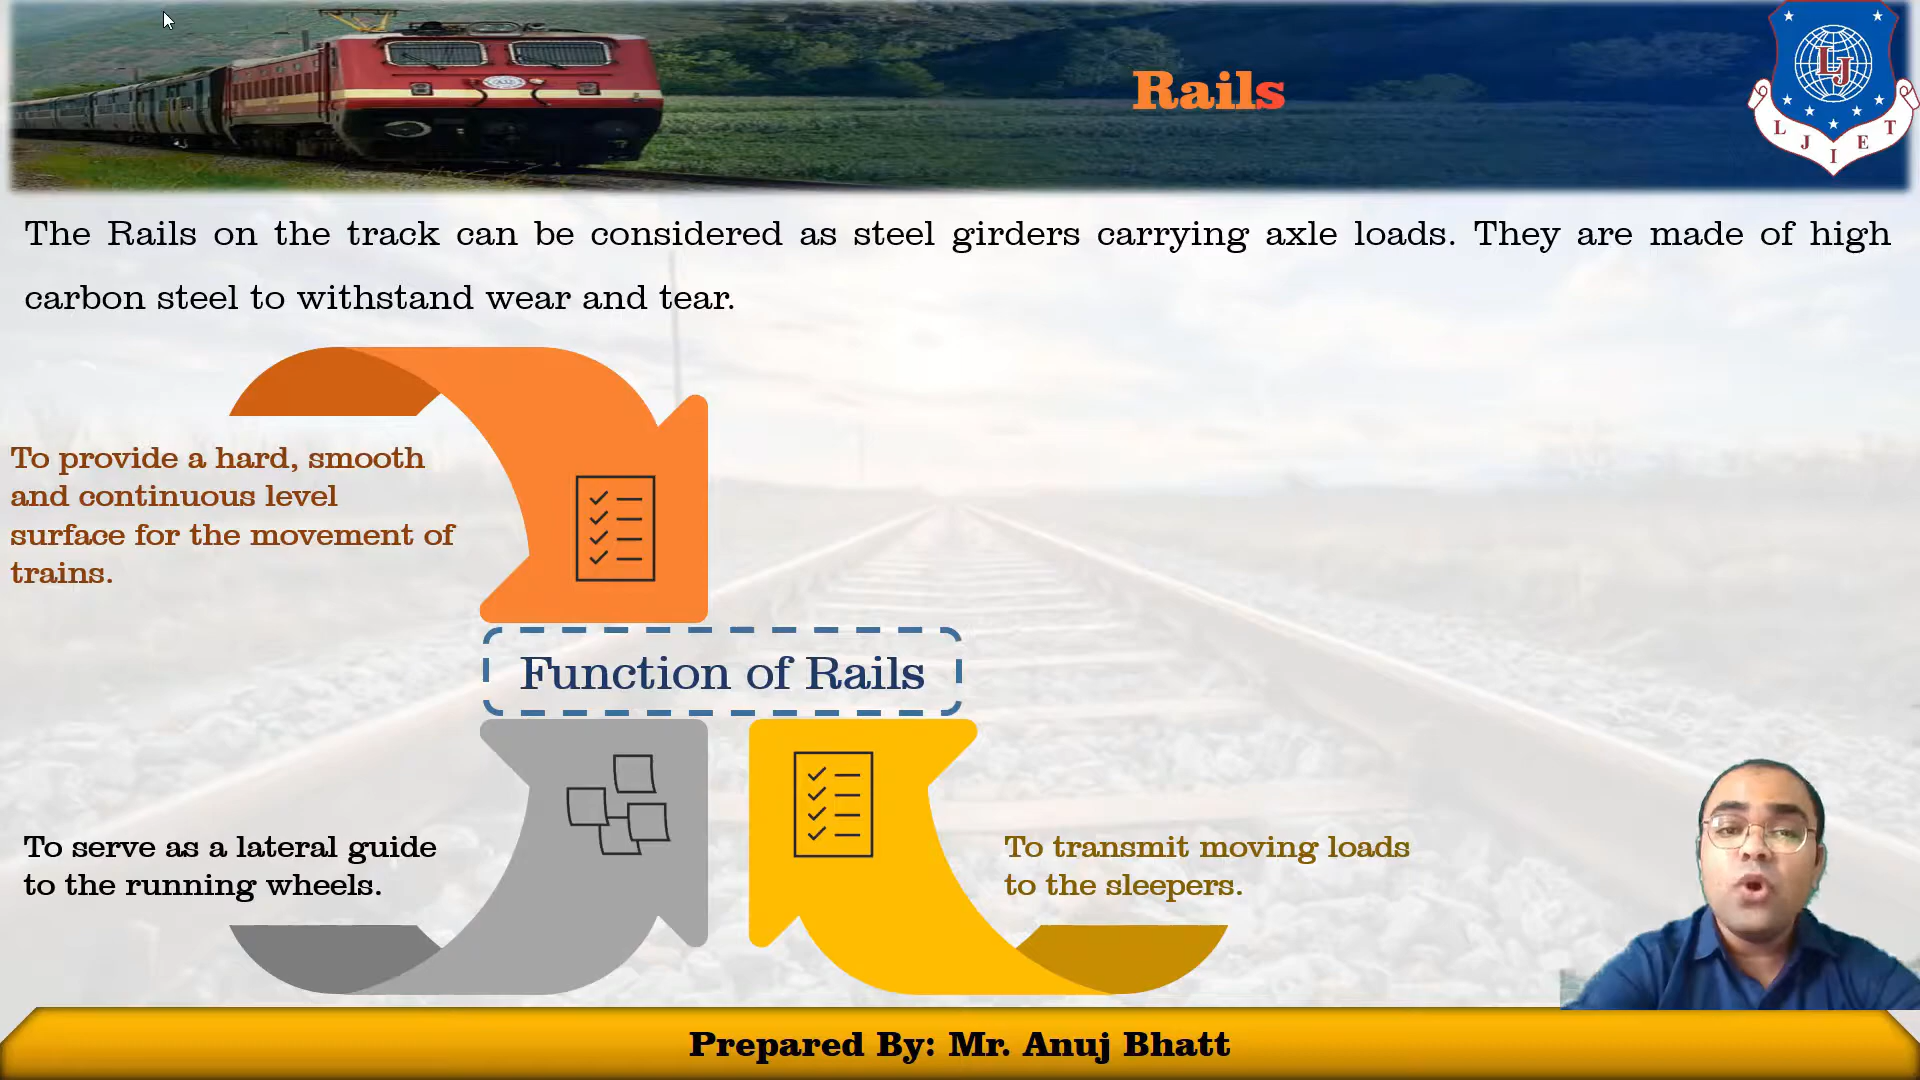 Rails
LJ
L J I E T
The Rails on the track can be considered as steel girders carrying axle loads. They are made of high
carbon steel to withstand wear and tear.
To provide a hard, smooth
and continuous level
surface for the movement of
trains.
Function of Rails
To serve as a lateral guide
to the running wheels.
To transmit moving loads
to the sleepers.
Prepared By: Mr. Anuj Bhatt